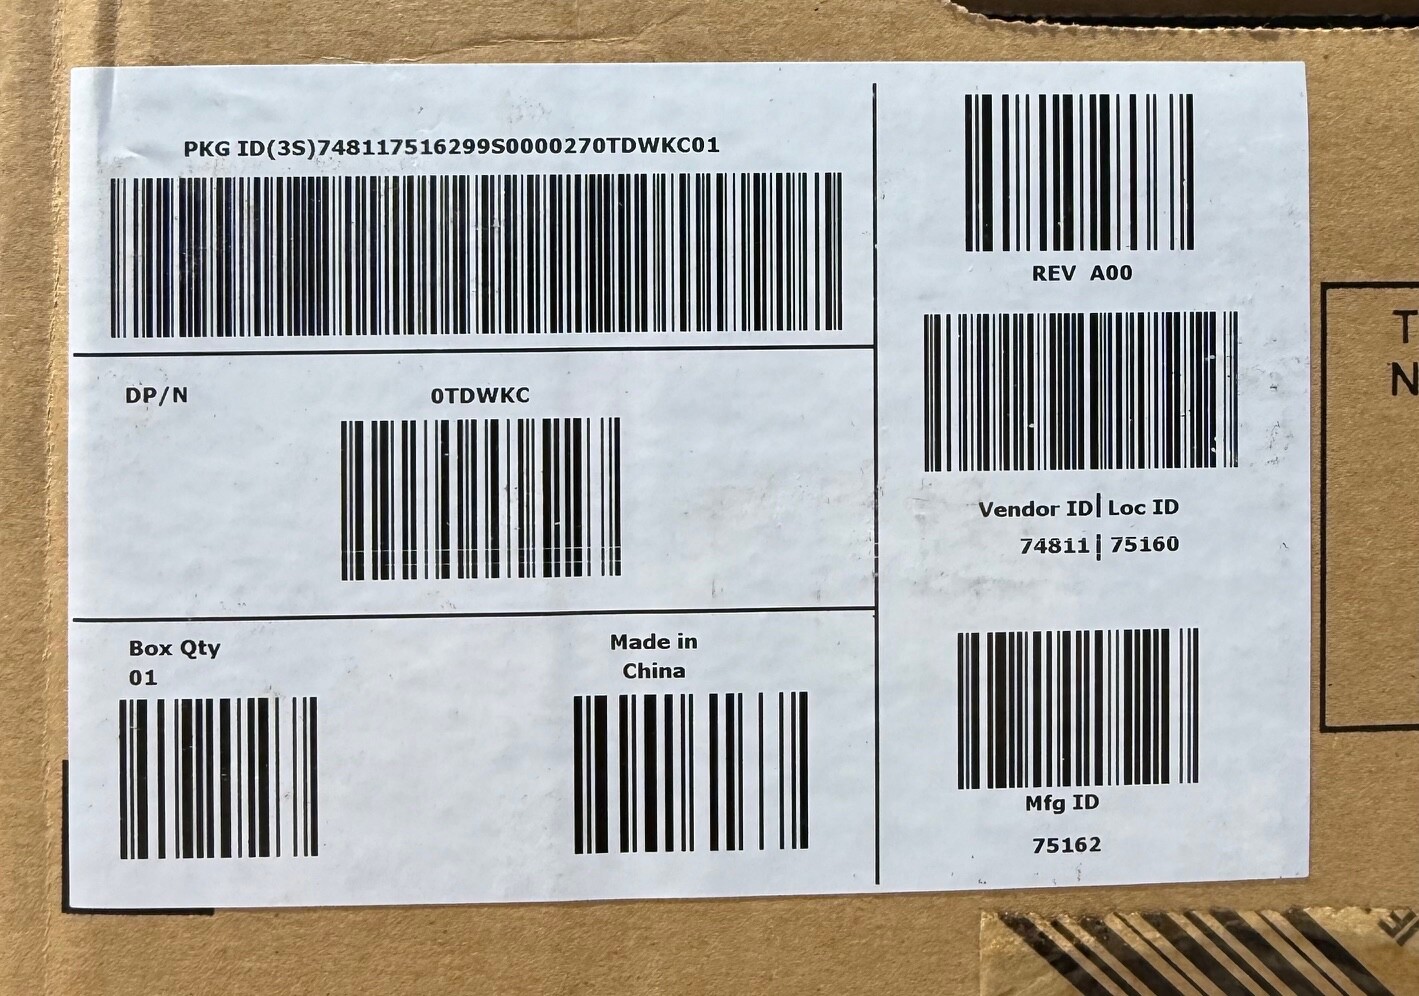 PKG ID(3S)748117516299S0000270TDWKC01
DP/N 0TDWKC
Box Qty
01
Made in
China
REV A00
Vendor ID| Loc ID
74811| 75160
Mfg ID
75162
T
N